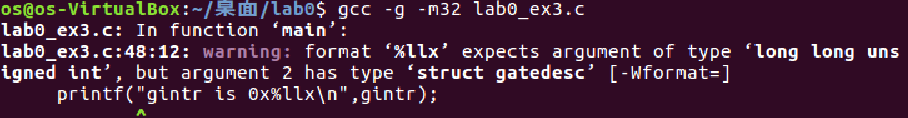 os@os-VirtualBox:~/桌面/lab0$ gcc -g -m32 lab0_ex3.c
lab0_ex3.c: In function ‘main’:
lab0_ex3.c:48:12: warning: format ‘%llx’ expects argument of type ‘long long uns
igned int’, but argument 2 has type ‘struct gatedesc’ [-Wformat=]
     printf("gintr is 0x%llx\n",gintr);
            ^